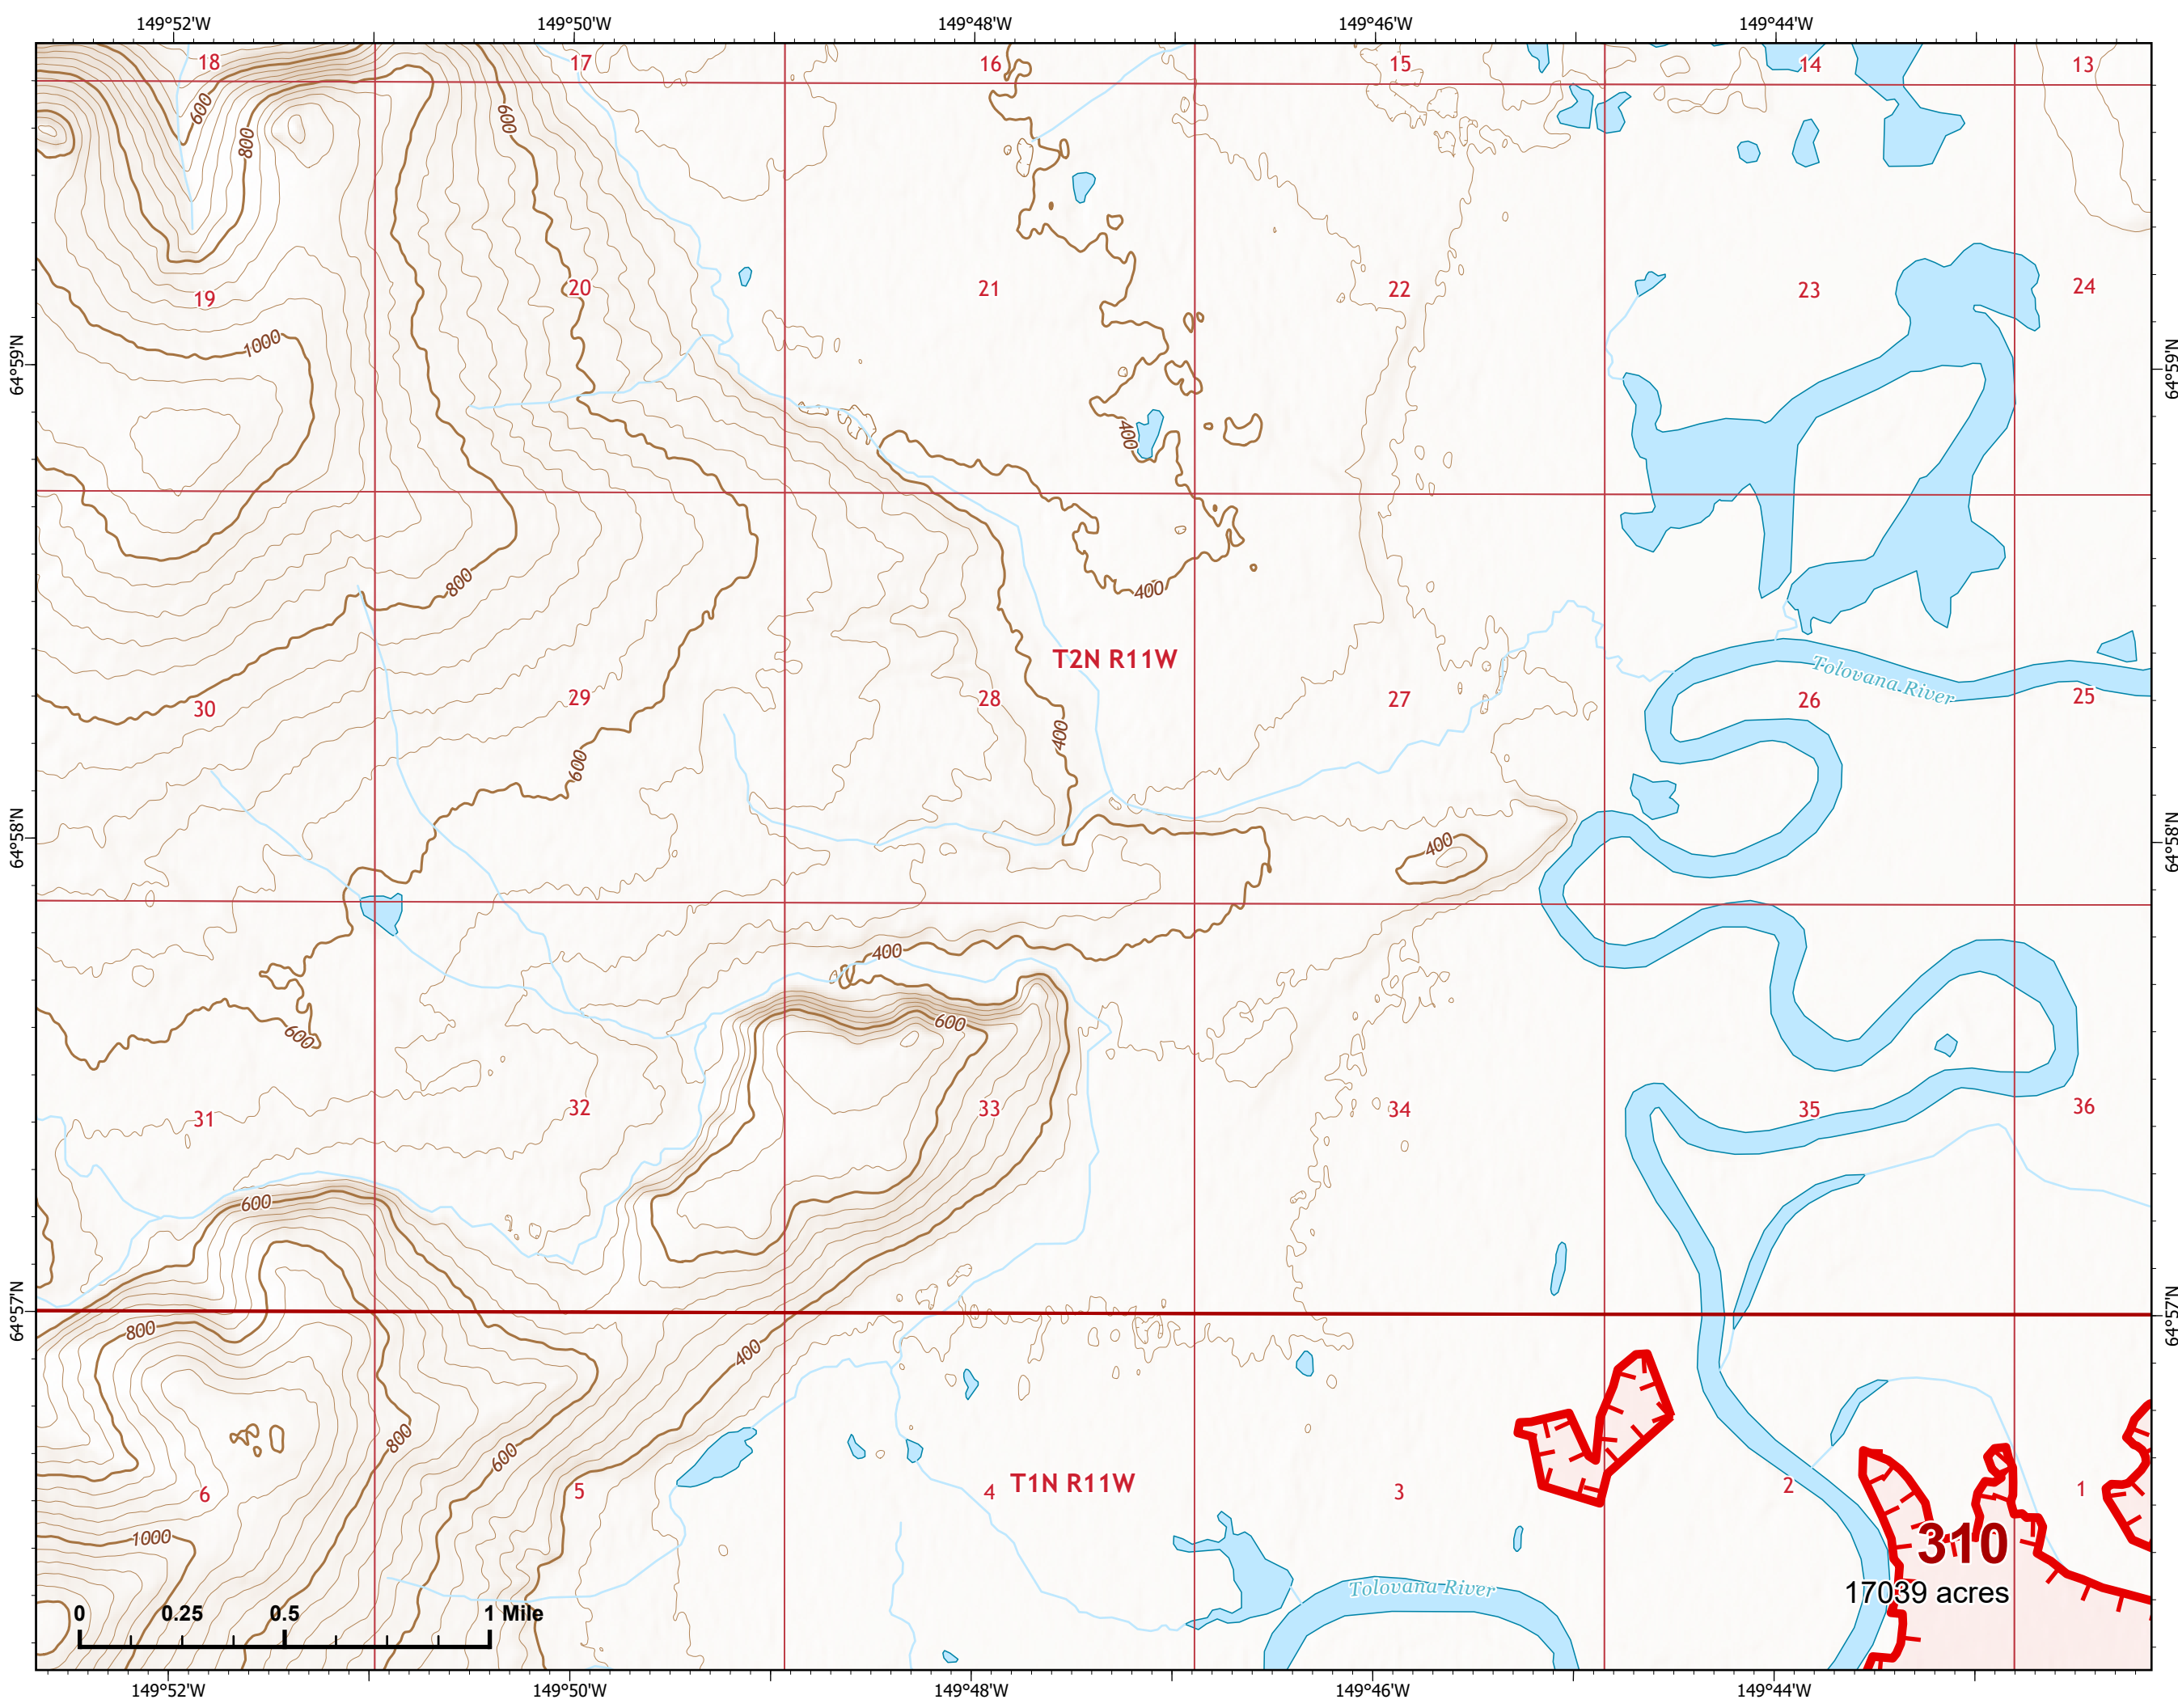 149°52'W 149°50'W 149°48'W 149°46'W 149°44'W
18 17 16 15 14 13
600 800 600
19 20 21 22 23 24
1000
64°59'N 64°59'N
400
800 400
T2N R11W
Tolovana River
30 29 28 27 26 25
400
600
400
64°58'N 64°58'N
400
600 600
31 32 33 34 35 36
600
64°57'N 64°57'N
800
400
800
600
6 5 4 T1N R11W 3 2 1
1000
310
Tolovana River
17039 acres
0 0.25 0.5 1 Mile
149°52'W 149°50'W 149°48'W 149°46'W 149°44'W